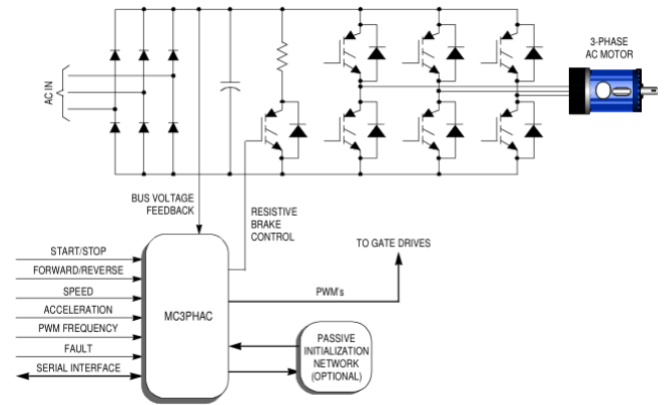 3-PHASE
AC MOTOR
AC IN
BUS VOLTAGE
FEEDBACK
RESISTIVE
BRAKE
CONTROL
TO GATE DRIVES
START/STOP
FORWARD/REVERSE
SPEED
ACCELERATION
PWM FREQUENCY
FAULT
SERIAL INTERFACE
MC3PHAC
PWM's
PASSIVE
INITIALIZATION
NETWORK
(OPTIONAL)